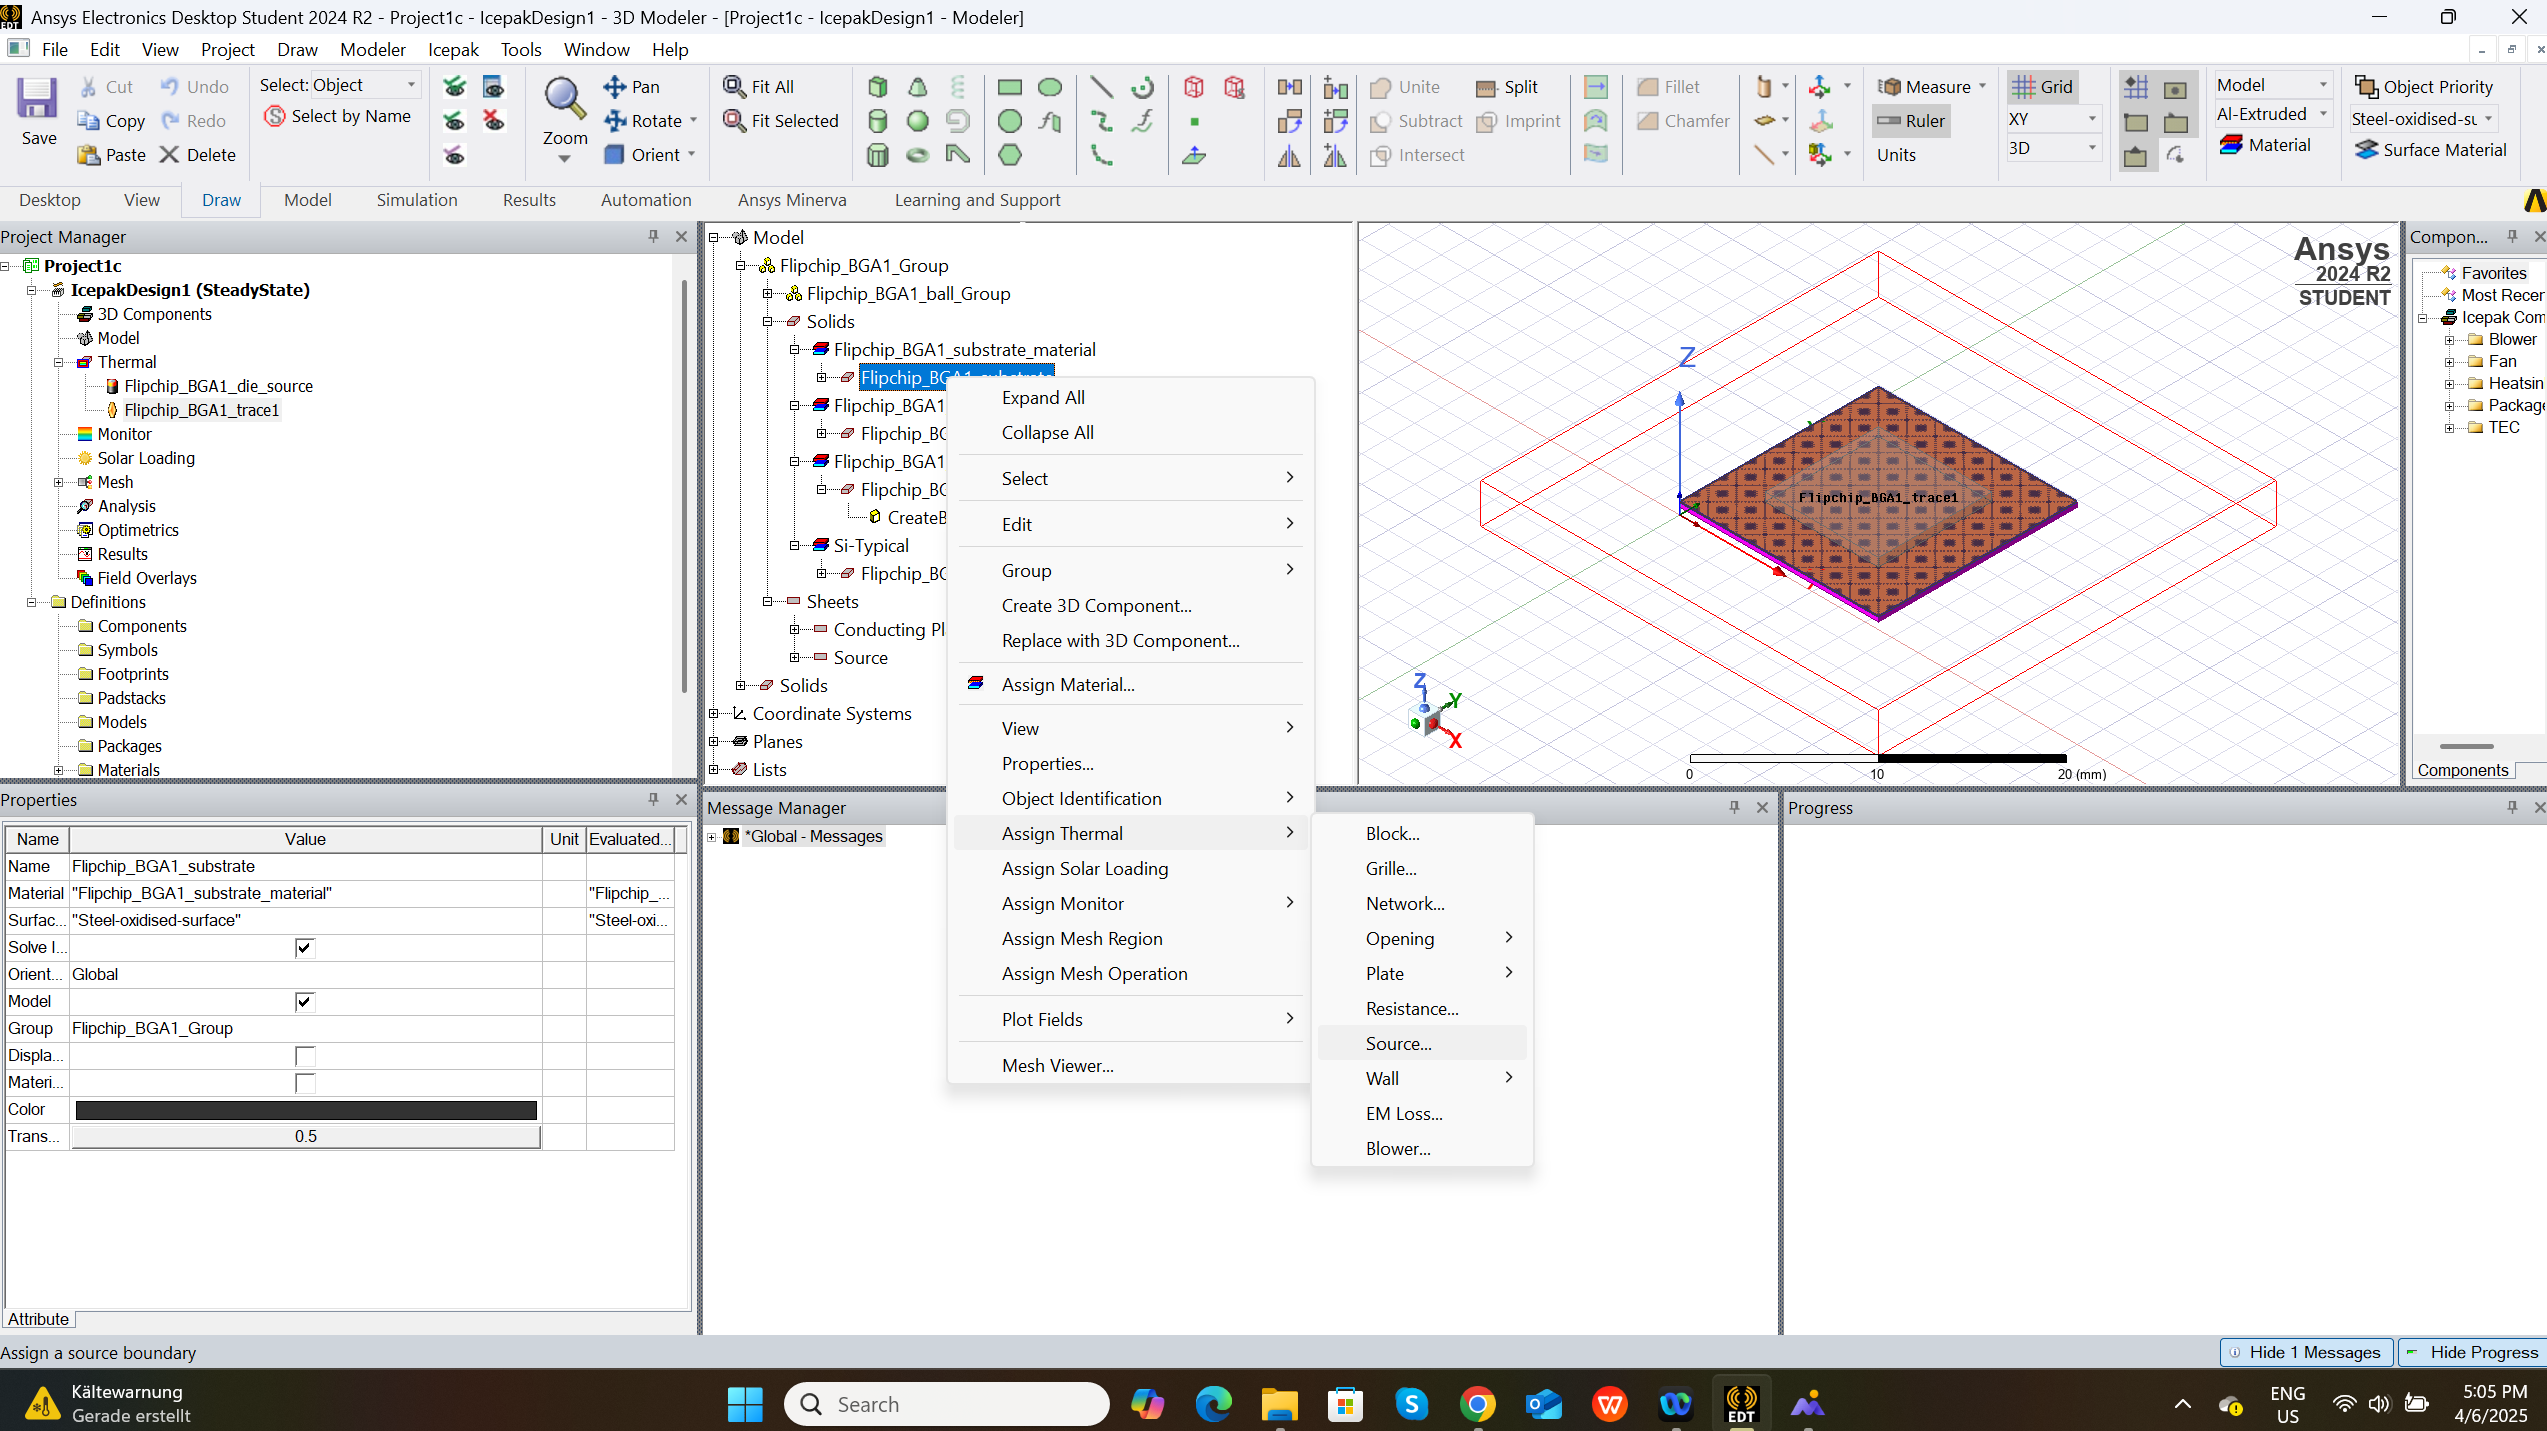 Ansys Electronics Desktop Student 2024 R2 - Project1c - IcepakDesign1 - 3D Modeler - [Project1c - IcepakDesign1 - Modeler]
File Edit View Project Draw Modeler Icepak Tools Window Help
Save
Cut
Copy
Paste
Undo
Redo
Delete
Select: Object
Select by Name
Zoom
Pan
Rotate
Orient
Fit All
Fit Selected
Unite
Subtract
Intersect
Split
Imprint
Fillet
Chamfer
Measure
Ruler
Units
Grid
XY
3D
Model
Al-Extruded
Material
Object Priority
Steel-oxidised-su
Surface Material
Desktop View Draw Model Simulation Results Automation Ansys Minerva Learning and Support
Project Manager
Project1c
IcepakDesign1 (SteadyState)
3D Components
Model
Thermal
Flipchip_BGA1_die_source
Flipchip_BGA1_trace1
Monitor
Solar Loading
Mesh
Analysis
Optimetrics
Results
Field Overlays
Definitions
Components
Symbols
Footprints
Padstacks
Models
Packages
Materials
Model
Flipchip_BGA1_Group
Flipchip_BGA1_ball_Group
Solids
Flipchip_BGA1_substrate_material
Flipchip_BGA1_substrate
Flipchip_BGA1
Flipchip_BG
Flipchip_BGA1
Flipchip_BG
CreateB
Si-Typical
Flipchip_BG
Sheets
Conducting Pl
Source
Solids
Coordinate Systems
Planes
Lists
Expand All
Collapse All
Select
Edit
Group
Create 3D Component...
Replace with 3D Component...
Assign Material...
View
Properties...
Object Identification
Assign Thermal
Assign Solar Loading
Assign Monitor
Assign Mesh Region
Assign Mesh Operation
Plot Fields
Mesh Viewer...
Block...
Grille...
Network...
Opening
Plate
Resistance...
Source...
Wall
EM Loss...
Blower...
Ansys
2024 R2
STUDENT
Z
Flipchip_BGA1_trace1
Z
Y
X
0 10 20 (mm)
Compon...
Favorites
Most Recen
Icepak Com
Blower
Fan
Heatsin
Package
TEC
Components
Properties
Name Value Unit Evaluated...
Name Flipchip_BGA1_substrate
Material "Flipchip_BGA1_substrate_material" "Flipchip_...
Surfac... "Steel-oxidised-surface" "Steel-oxi...
Solve I...
Orient... Global
Model
Group Flipchip_BGA1_Group
Displa...
Materi...
Color
Trans... 0.5
Attribute
Message Manager
*Global - Messages
Progress
Assign a source boundary
Hide 1 Messages
Hide Progress
Kältewarnung
Gerade erstellt
Search
EDT
ENG
US
5:05 PM
4/6/2025